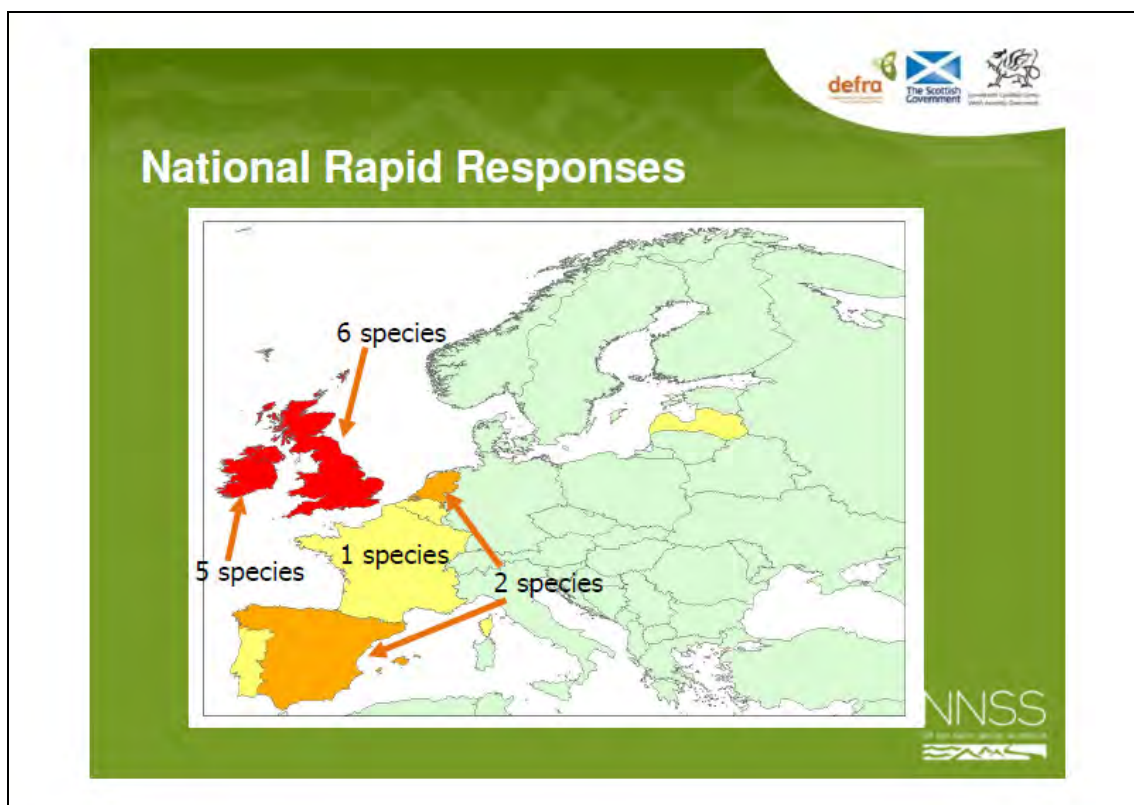 defra
The Scottish
Government
National Rapid Responses
6 species
5 species
1 species
2 species
NNSS